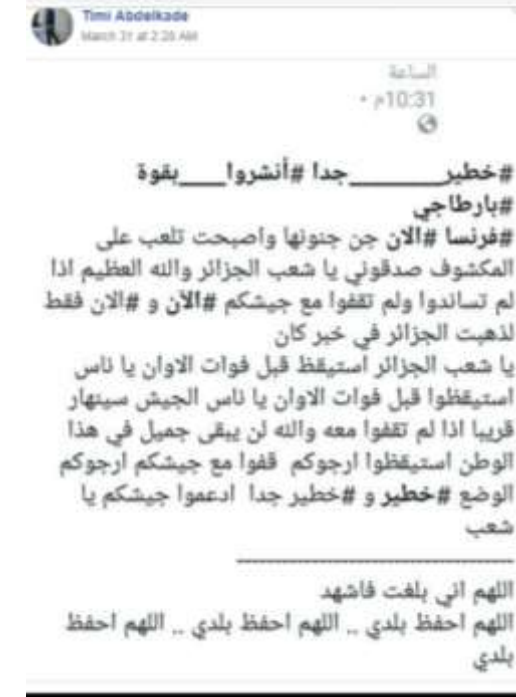 Timi Abdelkade
March 31 at 2:28 AM
الساعة
10:31م •
#خطير________جدا #أنشروا____بقوة
#بارطاجي
#فرنسا #الان جن جنونها واصبحت تلعب على
المكشوف صدقوني يا شعب الجزائر والله العظيم اذا
لم تساندوا ولم تقفوا مع جيشكم #الآن و #الان فقط
لذهبت الجزائر في خبر كان
يا شعب الجزائر استيقظ قبل فوات الاوان يا ناس
استيقظوا قبل فوات الاوان يا ناس الجيش سينهار
قريبا اذا لم تقفوا معه والله لن يبقى جميل في هذا
الوطن استيقظوا ارجوكم قفوا مع جيشكم ارجوكم
الوضع #خطير و #خطير جدا ادعموا جيشكم يا
شعب
--------------------------------
اللهم اني بلغت فاشهد
اللهم احفظ بلدي .. اللهم احفظ بلدي .. اللهم احفظ
بلدي